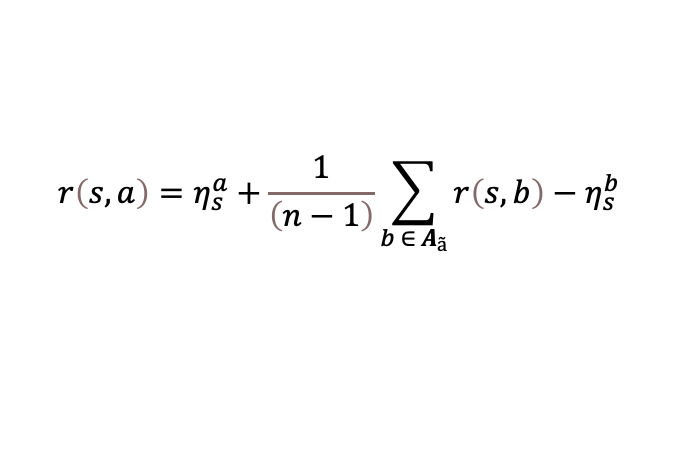 r(s,a) = η_s^a + 1/(n − 1) ∑_{b ∈ A_ã} r(s,b) − η_s^b